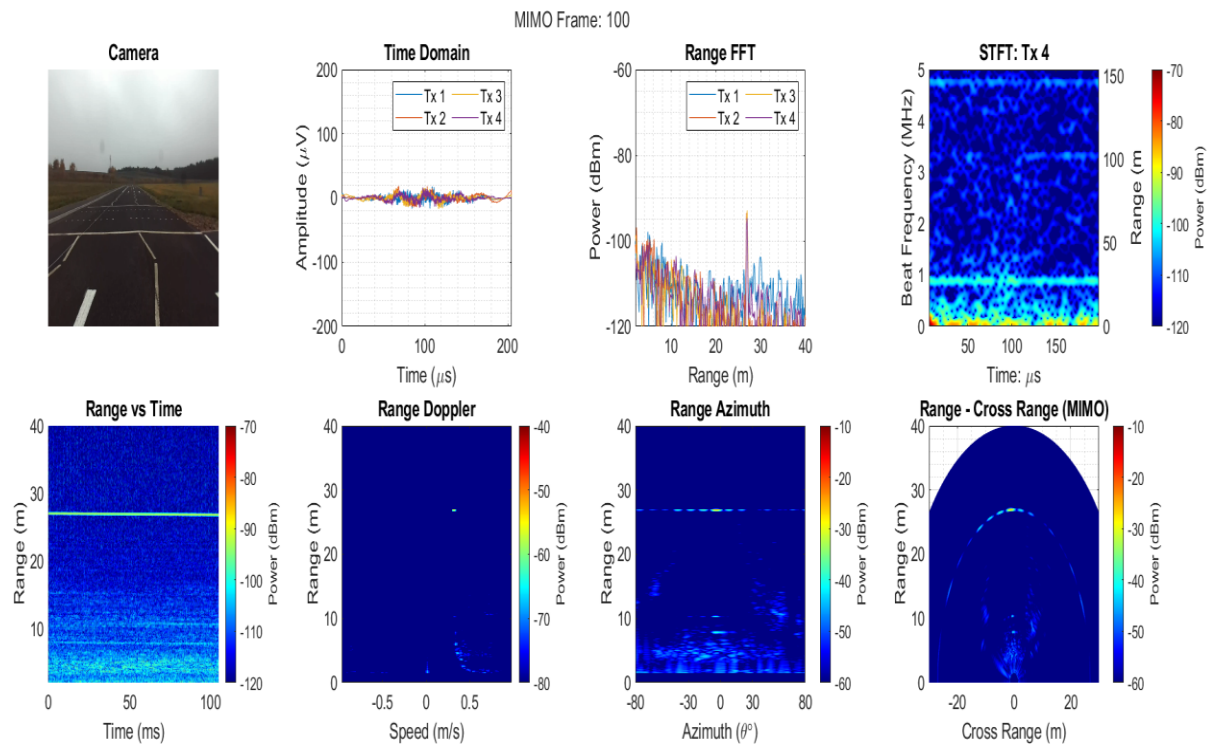 MIMO Frame: 100
Camera
Time Domain
200
100
0
-100
-200
Amplitude (μV)
0
100
200
Time (μs)
Tx 1
Tx 3
Tx 2
Tx 4
Range FFT
-60
-80
-100
-120
Power (dBm)
0
10
20
30
40
Range (m)
Tx 1
Tx 3
Tx 2
Tx 4
STFT: Tx 4
5
4
3
2
1
0
Beat Frequency (MHz)
50
100
150
Time: μs
150
100
50
0
Range (m)
-70
-80
-90
-100
-110
-120
Power (dBm)
Range vs Time
40
30
20
10
0
Range (m)
0
50
100
Time (ms)
-70
-80
-90
-100
-110
-120
Power (dBm)
Range Doppler
40
30
20
10
0
Range (m)
-0.5
0
0.5
Speed (m/s)
-40
-50
-60
-70
-80
Power (dBm)
Range Azimuth
40
30
20
10
0
Range (m)
-80
-30
0
30
80
Azimuth (θ°)
-10
-20
-30
-40
-50
-60
Power (dBm)
Range - Cross Range (MIMO)
40
30
20
10
0
Range (m)
-20
0
20
Cross Range (m)
-10
-20
-30
-40
-50
-60
Power (dBm)